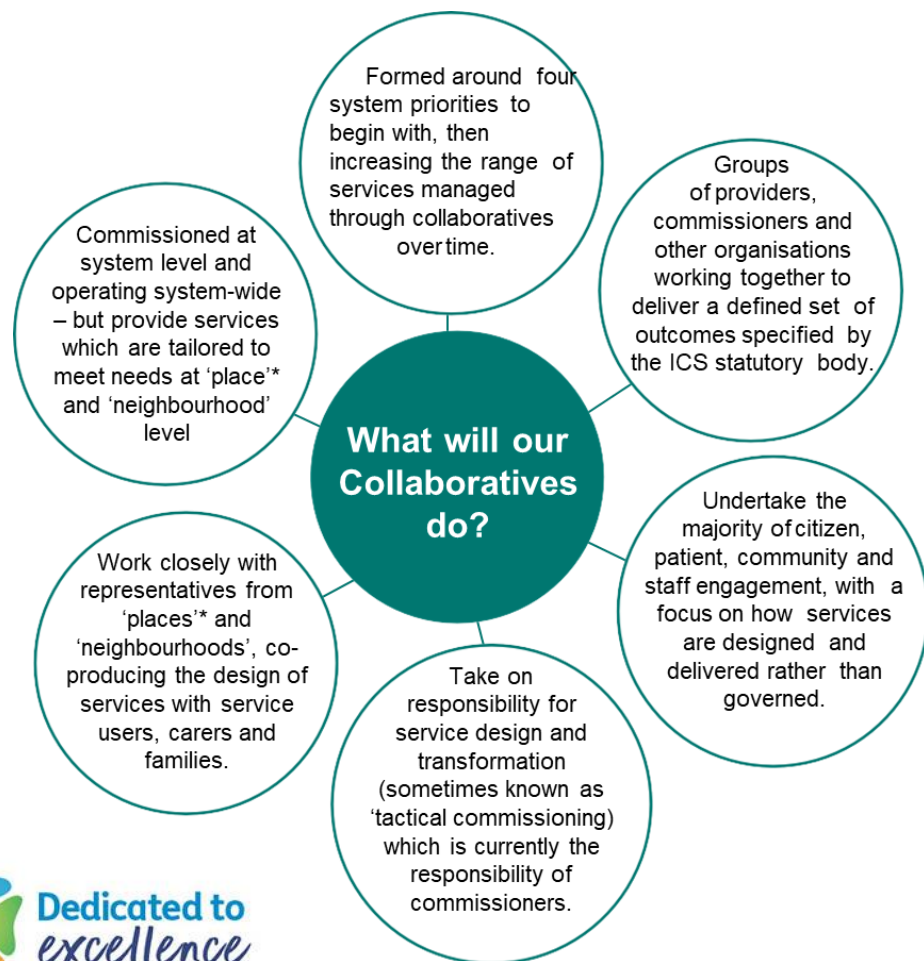 Formed around four
system priorities to
begin with, then
increasing the range of
services managed
through collaboratives
over time.
Groups
of providers,
commissioners and
other organisations
working together to
deliver a defined set of
outcomes specified by
the ICS statutory body.
Undertake the
majority of citizen,
patient, community and
staff engagement, with a
focus on how services
are designed and
delivered rather than
governed.
Take on
responsibility for
service design and
transformation
(sometimes known as
‘tactical commissioning)
which is currently the
responsibility of
commissioners.
Work closely with
representatives from
‘places’* and
‘neighbourhoods’, co-
producing the design of
services with service
users, carers and
families.
Commissioned at
system level and
operating system-wide
– but provide services
which are tailored to
meet needs at ‘place’*
and ‘neighbourhood’
level
What will our
Collaboratives
do?
Dedicated to
excellence